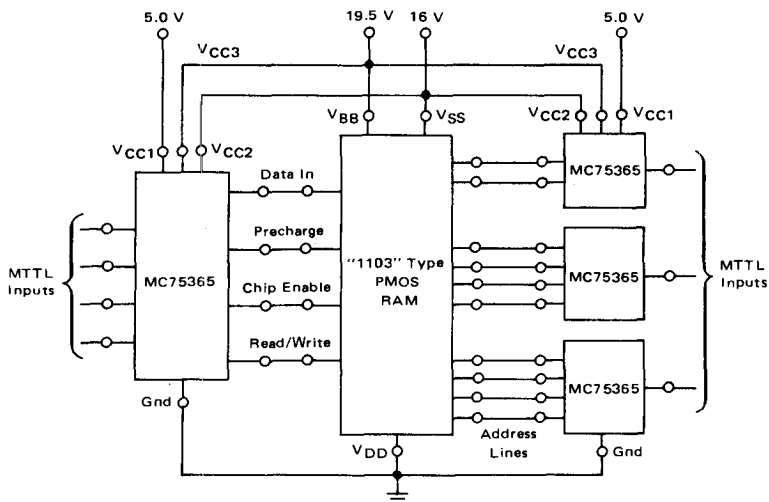 5.0 V
19.5 V
16 V
5.0 V
VCC3
VCC3
VBB
VSS
VCC2
VCC1
VCC1
VCC2
Data In
MC75365
Precharge
"1103" Type
PMOS
RAM
MTTL
Inputs
MC75365
Chip Enable
MC75365
MTTL
Inputs
Read/Write
MC75365
Gnd
Address
Lines
VDD
Gnd